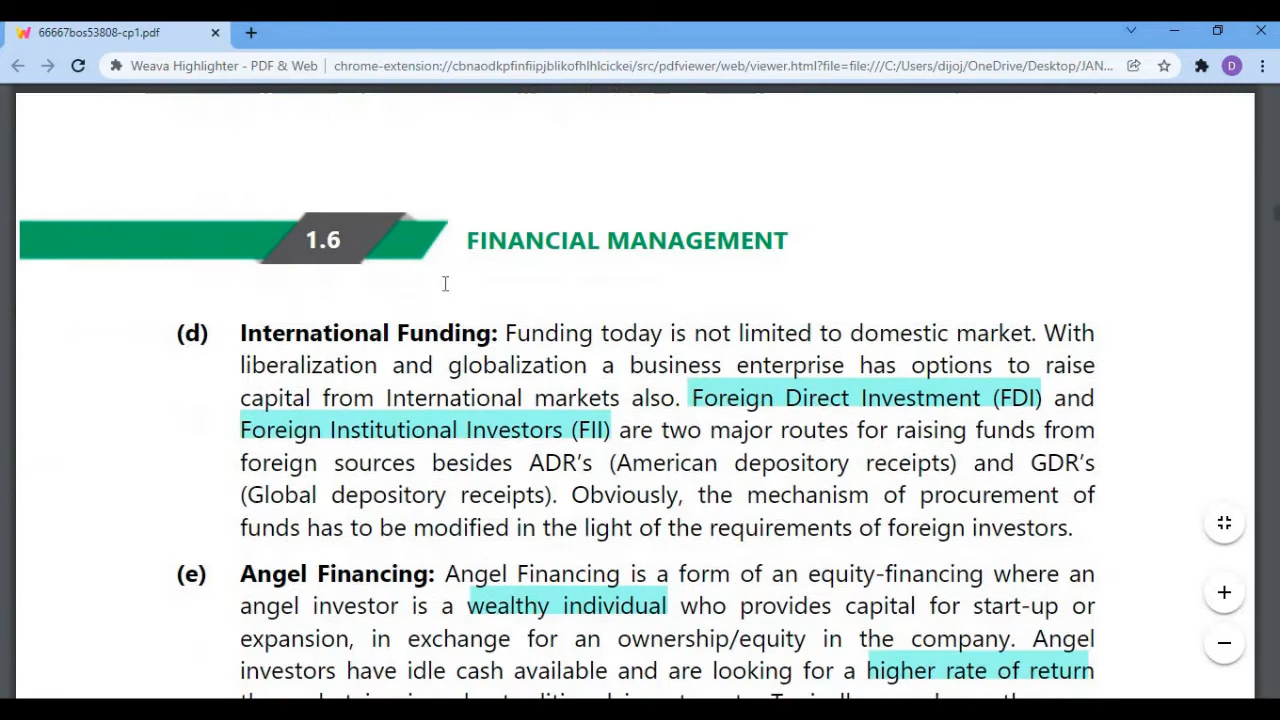 66667bos53808-cp1.pdf
Weava Highlighter - PDF & Web | chrome-extension://cbnaodkpfinfiipjblikofhlhlcickei/src/pdfviewer/web/viewer.html?file=file:///C:/Users/dijoj/OneDrive/Desktop/JAN...
D
1.6 FINANCIAL MANAGEMENT
(d) International Funding: Funding today is not limited to domestic market. With
liberalization and globalization a business enterprise has options to raise
capital from International markets also. Foreign Direct Investment (FDI) and
Foreign Institutional Investors (FII) are two major routes for raising funds from
foreign sources besides ADR's (American depository receipts) and GDR's
(Global depository receipts). Obviously, the mechanism of procurement of
funds has to be modified in the light of the requirements of foreign investors.
(e) Angel Financing: Angel Financing is a form of an equity-financing where an
angel investor is a wealthy individual who provides capital for start-up or
expansion, in exchange for an ownership/equity in the company. Angel
investors have idle cash available and are looking for a higher rate of return